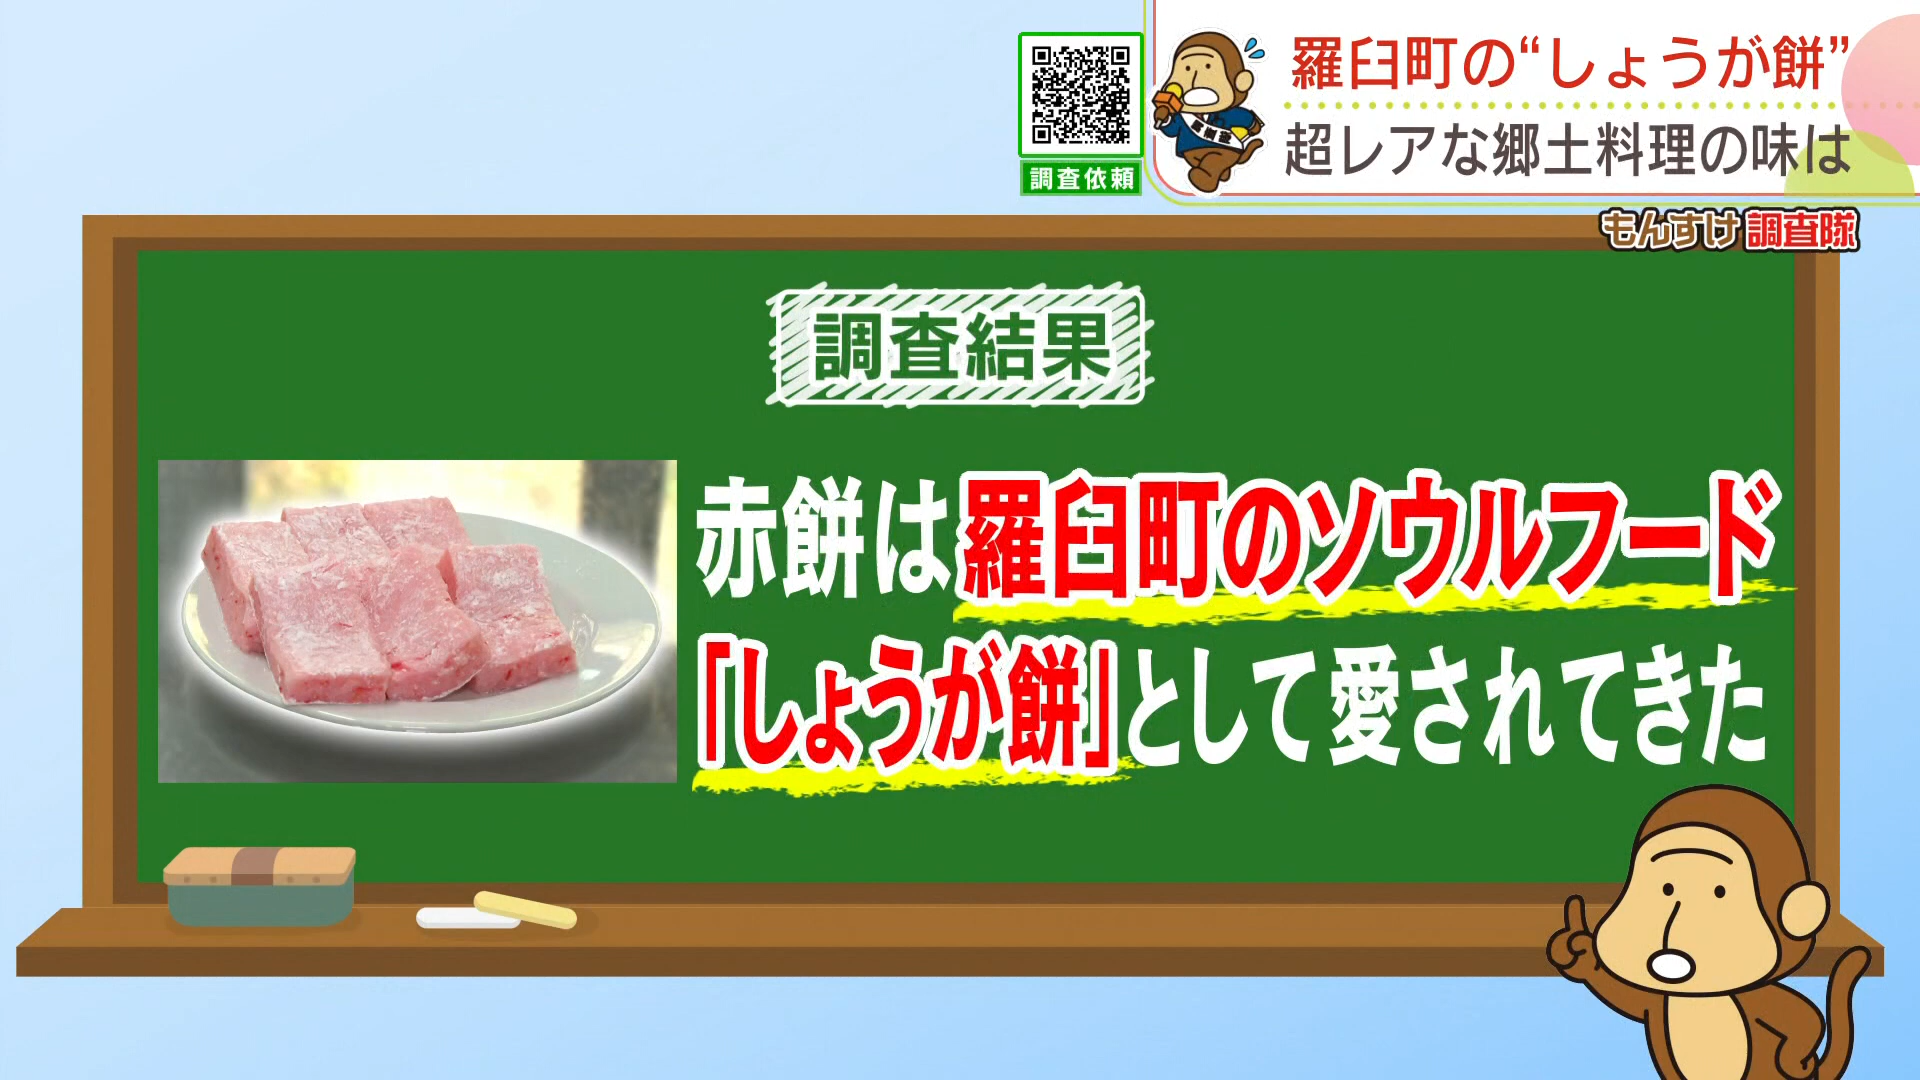 羅臼町の“しょうが餅”
超レアな郷土料理の味は
調査依頼
もんすけ調査隊
調査結果
赤餅は羅臼町のソウルフード
「しょうが餅」として愛されてきた